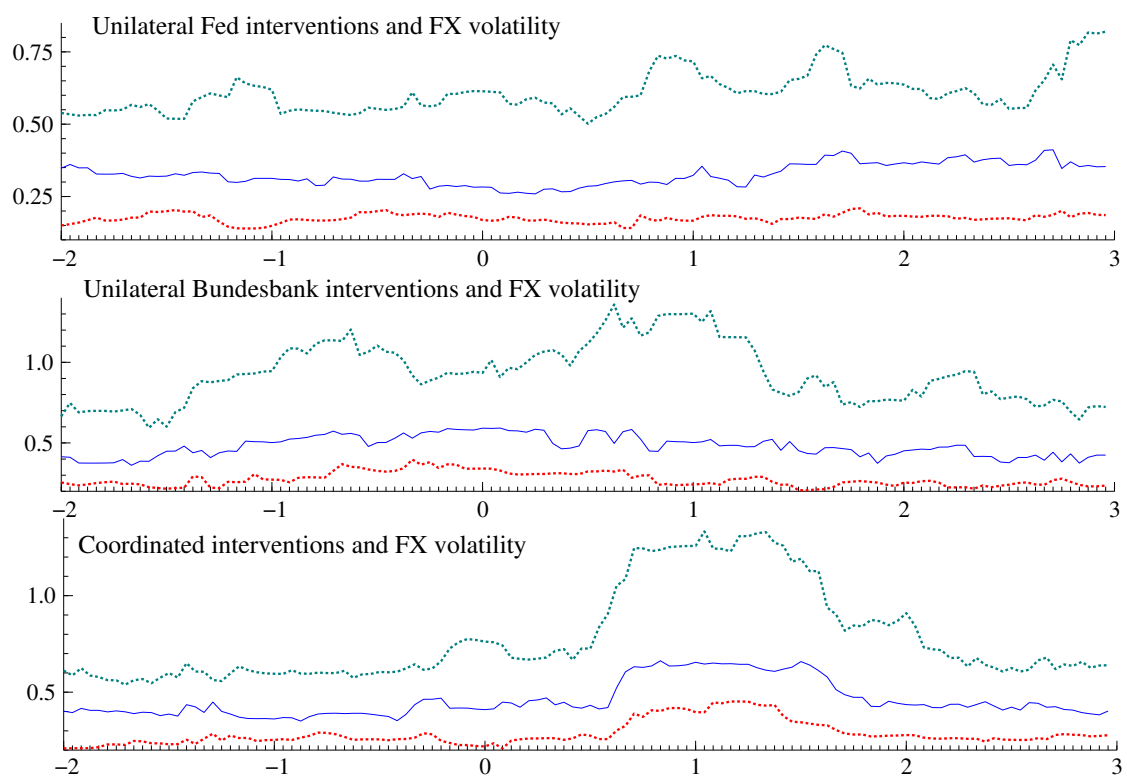 Unilateral Fed interventions and FX volatility
0.75
0.50
0.25
−2 −1 0 1 2 3
Unilateral Bundesbank interventions and FX volatility
1.0
0.5
−2 −1 0 1 2 3
Coordinated interventions and FX volatility
1.0
0.5
−2 −1 0 1 2 3